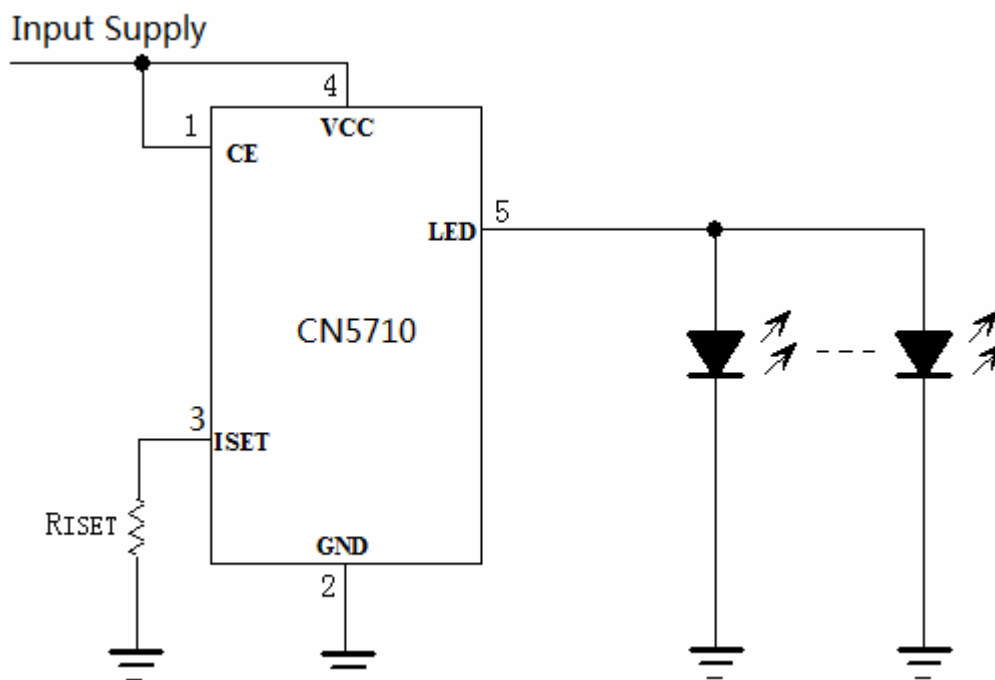 Input Supply
4
1
VCC
CE
5
LED
CN5710
3
ISET
RISET
GND
2